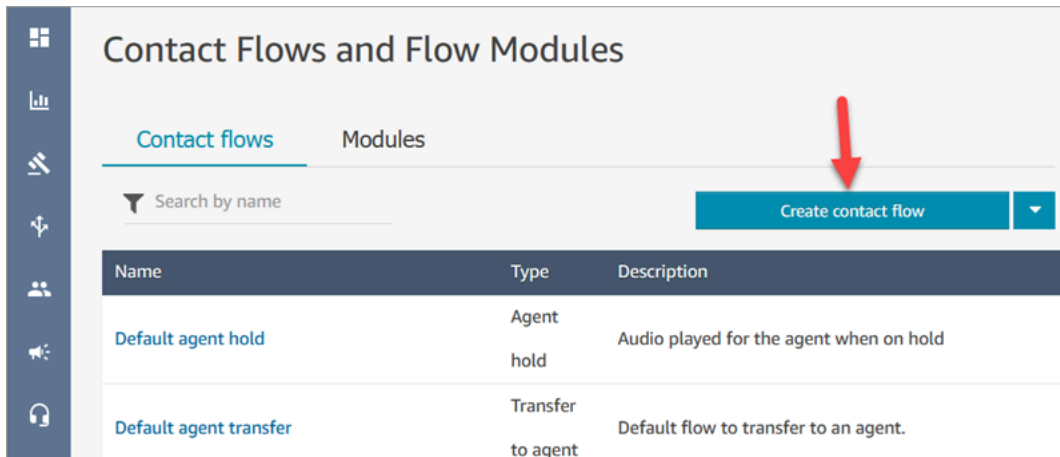 Contact Flows and Flow Modules
Contact flows Modules
Search by name
Create contact flow
Name Type Description
Default agent hold Agent hold Audio played for the agent when on hold
Default agent transfer Transfer to agent Default flow to transfer to an agent.